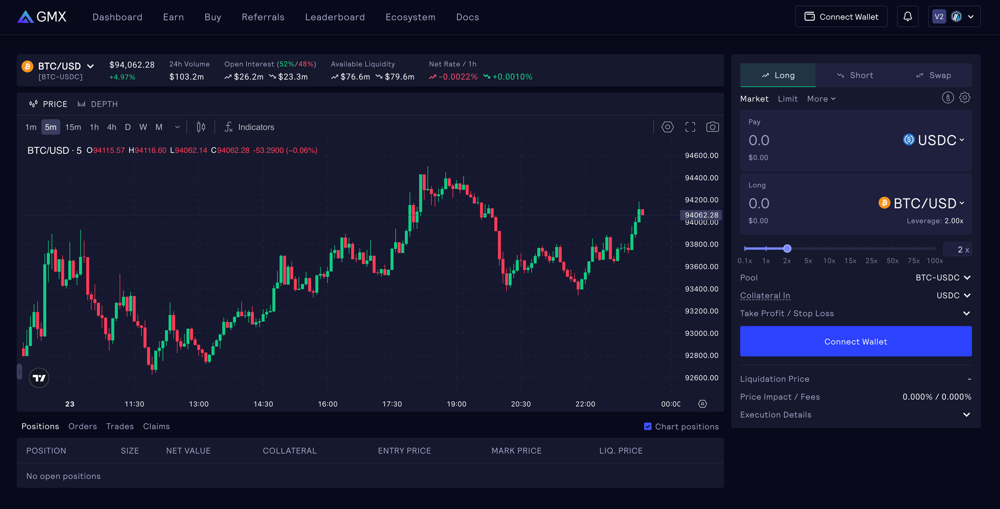 GMX Dashboard Earn Buy Referrals Leaderboard Ecosystem Docs Connect Wallet V2
BTC/USD $94,062.28 24h Volume Open Interest (52%/48%) Available Liquidity Net Rate / 1h
[BTC-USDC] +4.97% $103.2m $26.2m $23.3m $76.6m $79.6m -0.0022% +0.0010%
PRICE DEPTH
1m 5m 15m 1h 4h D W M Indicators
BTC/USD · 5 O94115.57 H94116.60 L94062.14 C94062.28 -53.2900 (−0.06%)
94600.00
94400.00
94200.00
94062.28
94000.00
93800.00
93600.00
93400.00
93200.00
93000.00
92800.00
92600.00
23 11:30 13:00 14:30 16:00 17:30 19:00 20:30 22:00 00:00
Positions Orders Trades Claims Chart positions
POSITION SIZE NET VALUE COLLATERAL ENTRY PRICE MARK PRICE LIQ. PRICE
No open positions
Long Short Swap
Market Limit More
Pay
0.0 USDC
$0.00
Long
0.0 BTC/USD
$0.00 Leverage: 2.00x
2 x
0.1x 1x 2x 5x 10x 15x 25x 50x 75x 100x
Pool BTC-USDC
Collateral In USDC
Take Profit / Stop Loss
Connect Wallet
Liquidation Price -
Price Impact / Fees 0.000% / 0.000%
Execution Details